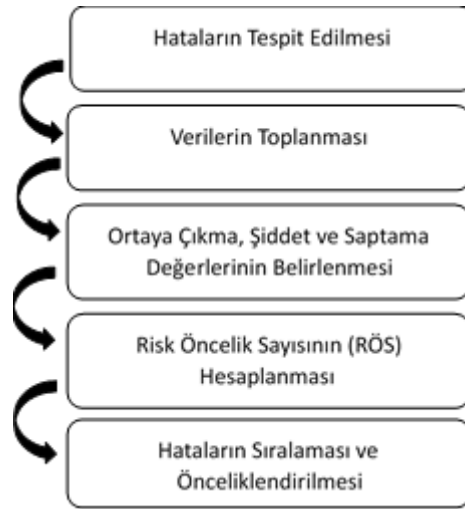 Hataların Tespit Edilmesi
Verilerin Toplanması
Ortaya Çıkma, Şiddet ve Saptama
Değerlerinin Belirlenmesi
Risk Öncelik Sayısının (RÖS)
Hesaplanması
Hataların Sıralaması ve
Önceliklendirilmesi